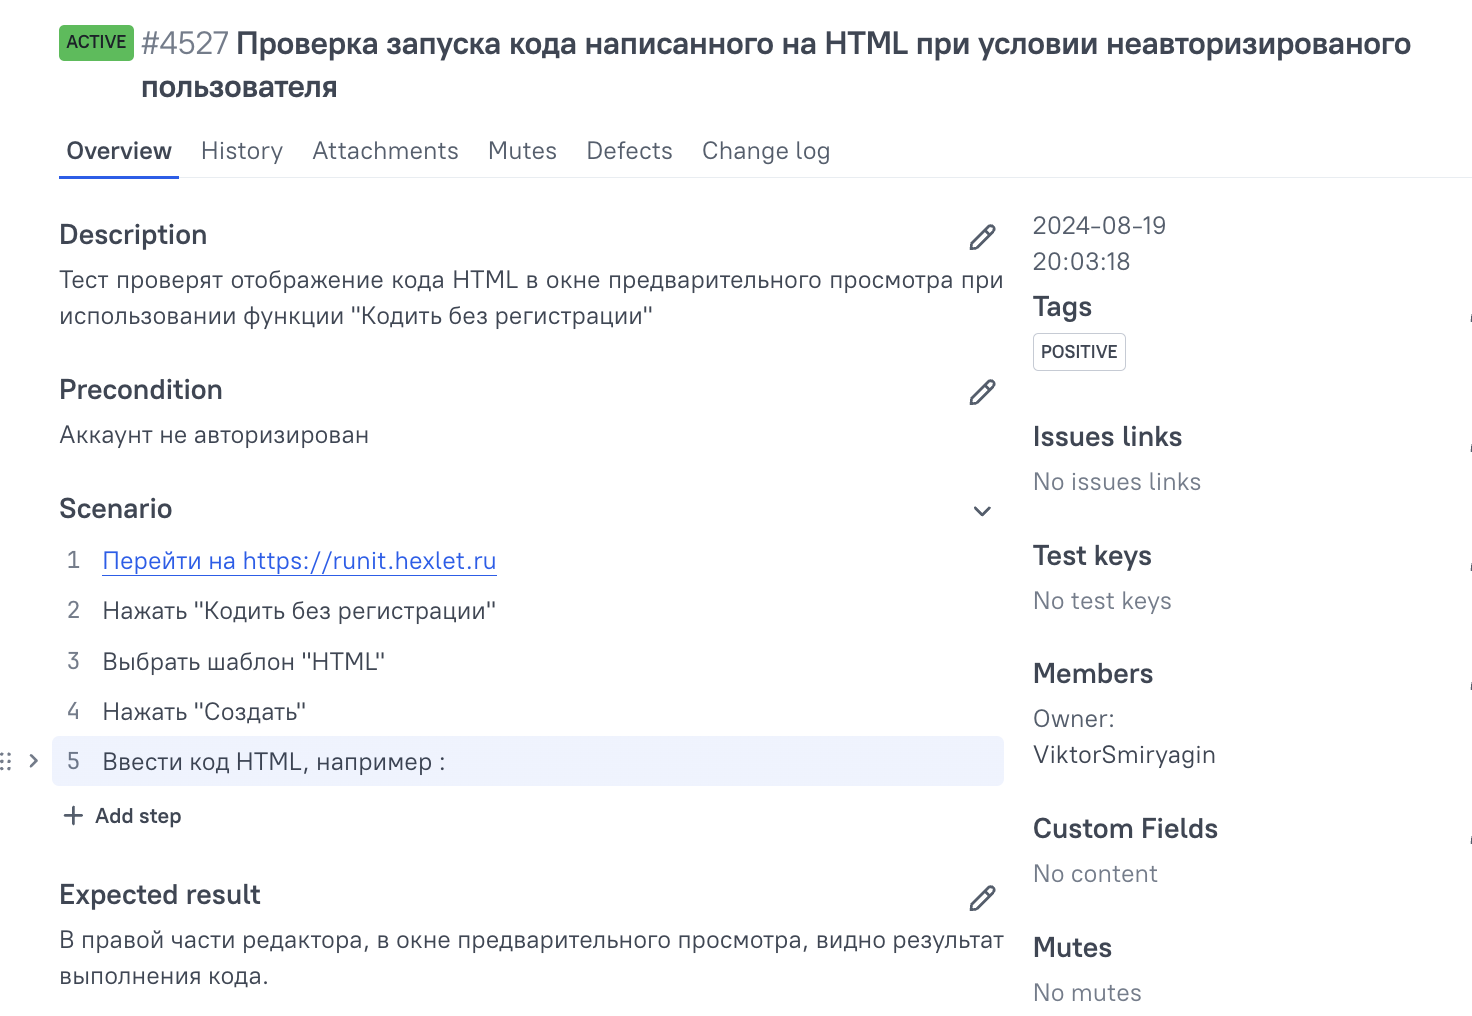 ACTIVE #4527 Проверка запуска кода написанного на HTML при условии неавторизированого
пользователя
Overview History Attachments Mutes Defects Change log
Description
Тест проверят отображение кода HTML в окне предварительного просмотра при
использовании функции "Кодить без регистрации"
Precondition
Аккаунт не авторизирован
Scenario
1 Перейти на https://runit.hexlet.ru
2 Нажать "Кодить без регистрации"
3 Выбрать шаблон "HTML"
4 Нажать "Создать"
5 Ввести код HTML, например :
Add step
Expected result
В правой части редактора, в окне предварительного просмотра, видно результат
выполнения кода.
2024-08-19
20:03:18
Tags
POSITIVE
Issues links
No issues links
Test keys
No test keys
Members
Owner:
ViktorSmiryagin
Custom Fields
No content
Mutes
No mutes